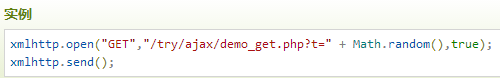 实例
xmlhttp.open("GET","/try/ajax/demo_get.php?t=" + Math.random(),true);
xmlhttp.send();